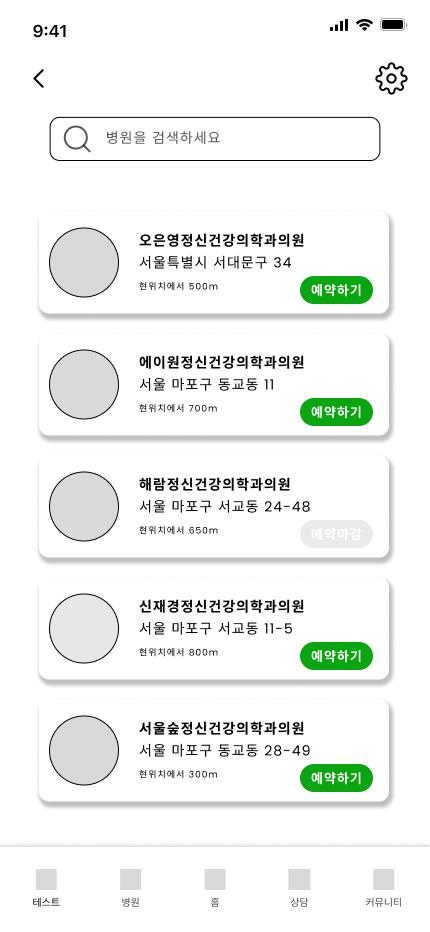 9:41
병원을 검색하세요
오은영정신건강의학과의원
서울특별시 서대문구 34
현위치에서 500m
예약하기
에이원정신건강의학과의원
서울 마포구 동교동 11
현위치에서 700m
예약하기
해람정신건강의학과의원
서울 마포구 서교동 24-48
현위치에서 650m
예약마감
신재경정신건강의학과의원
서울 마포구 서교동 11-5
현위치에서 800m
예약하기
서울숲정신건강의학과의원
서울 마포구 동교동 28-49
현위치에서 300m
예약하기
테스트 병원 홈 상담 커뮤니티